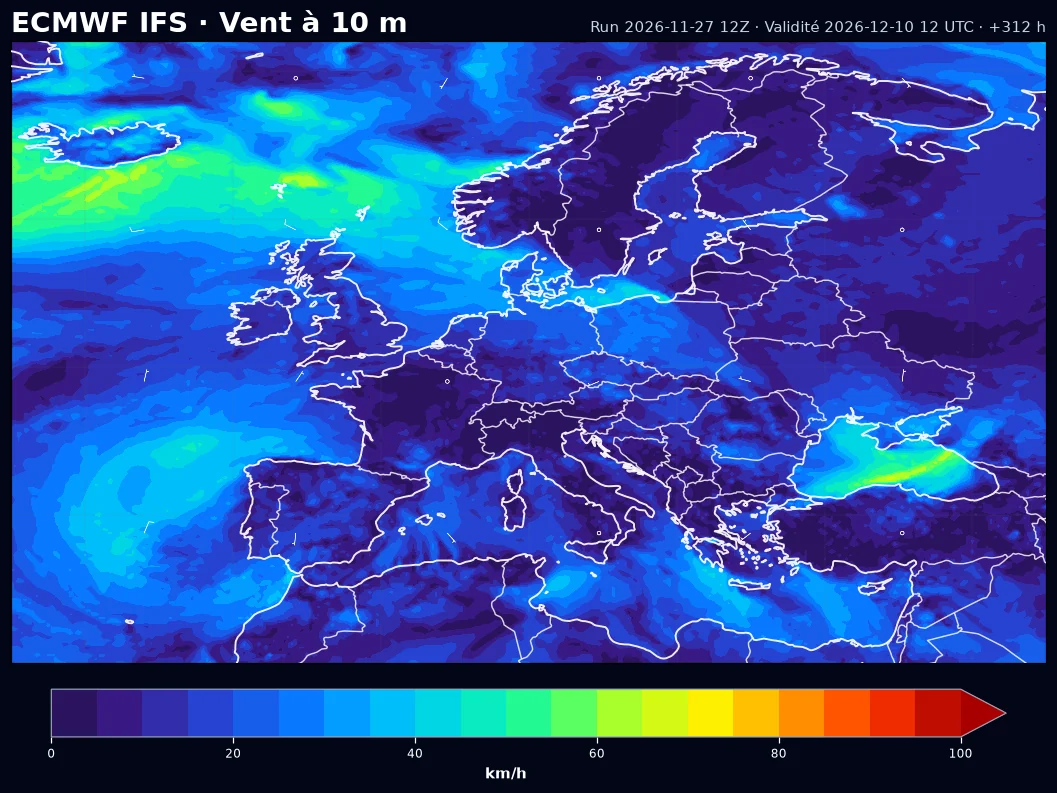 ECMWF IFS · Vent à 10 m
Run 2026-11-27 12Z · Validité 2026-12-10 12 UTC · +312 h
0 20 40 60 80 100
km/h